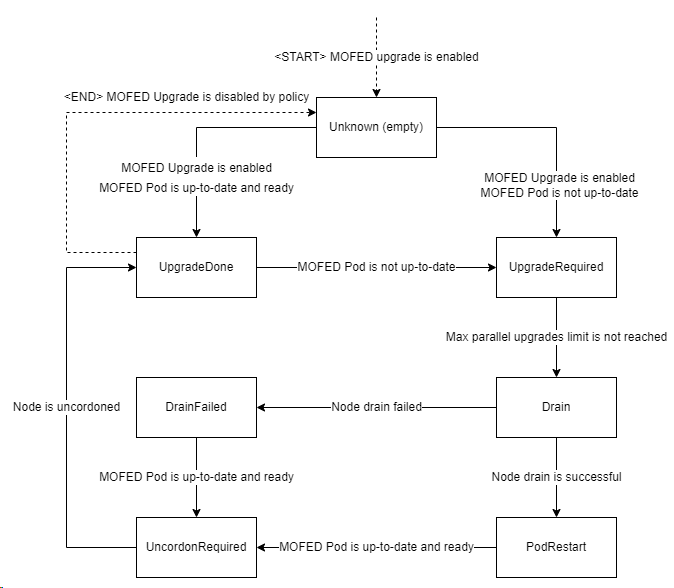 <START> MOFED upgrade is enabled
<END> MOFED Upgrade is disabled by policy
Unknown (empty)
MOFED Upgrade is enabled
MOFED Pod is up-to-date and ready
MOFED Upgrade is enabled
MOFED Pod is not up-to-date
UpgradeDone
MOFED Pod is not up-to-date
UpgradeRequired
Max parallel upgrades limit is not reached
Node is uncordoned
DrainFailed
Node drain failed
Drain
MOFED Pod is up-to-date and ready
Node drain is successful
UncordonRequired
MOFED Pod is up-to-date and ready
PodRestart